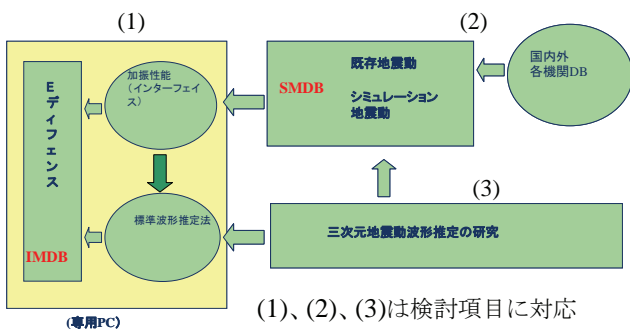 (1)
(2)
加振性能
(インターフェイ
ス)
Eディフェンス
IMDB
標準波形推定法
(専用PC)
既存地震動
SMDB
シミュレーション
地震動
国内外
各機関DB
(3)
三次元地震動波形推定の研究
(1)、(2)、(3)は検討項目に対応